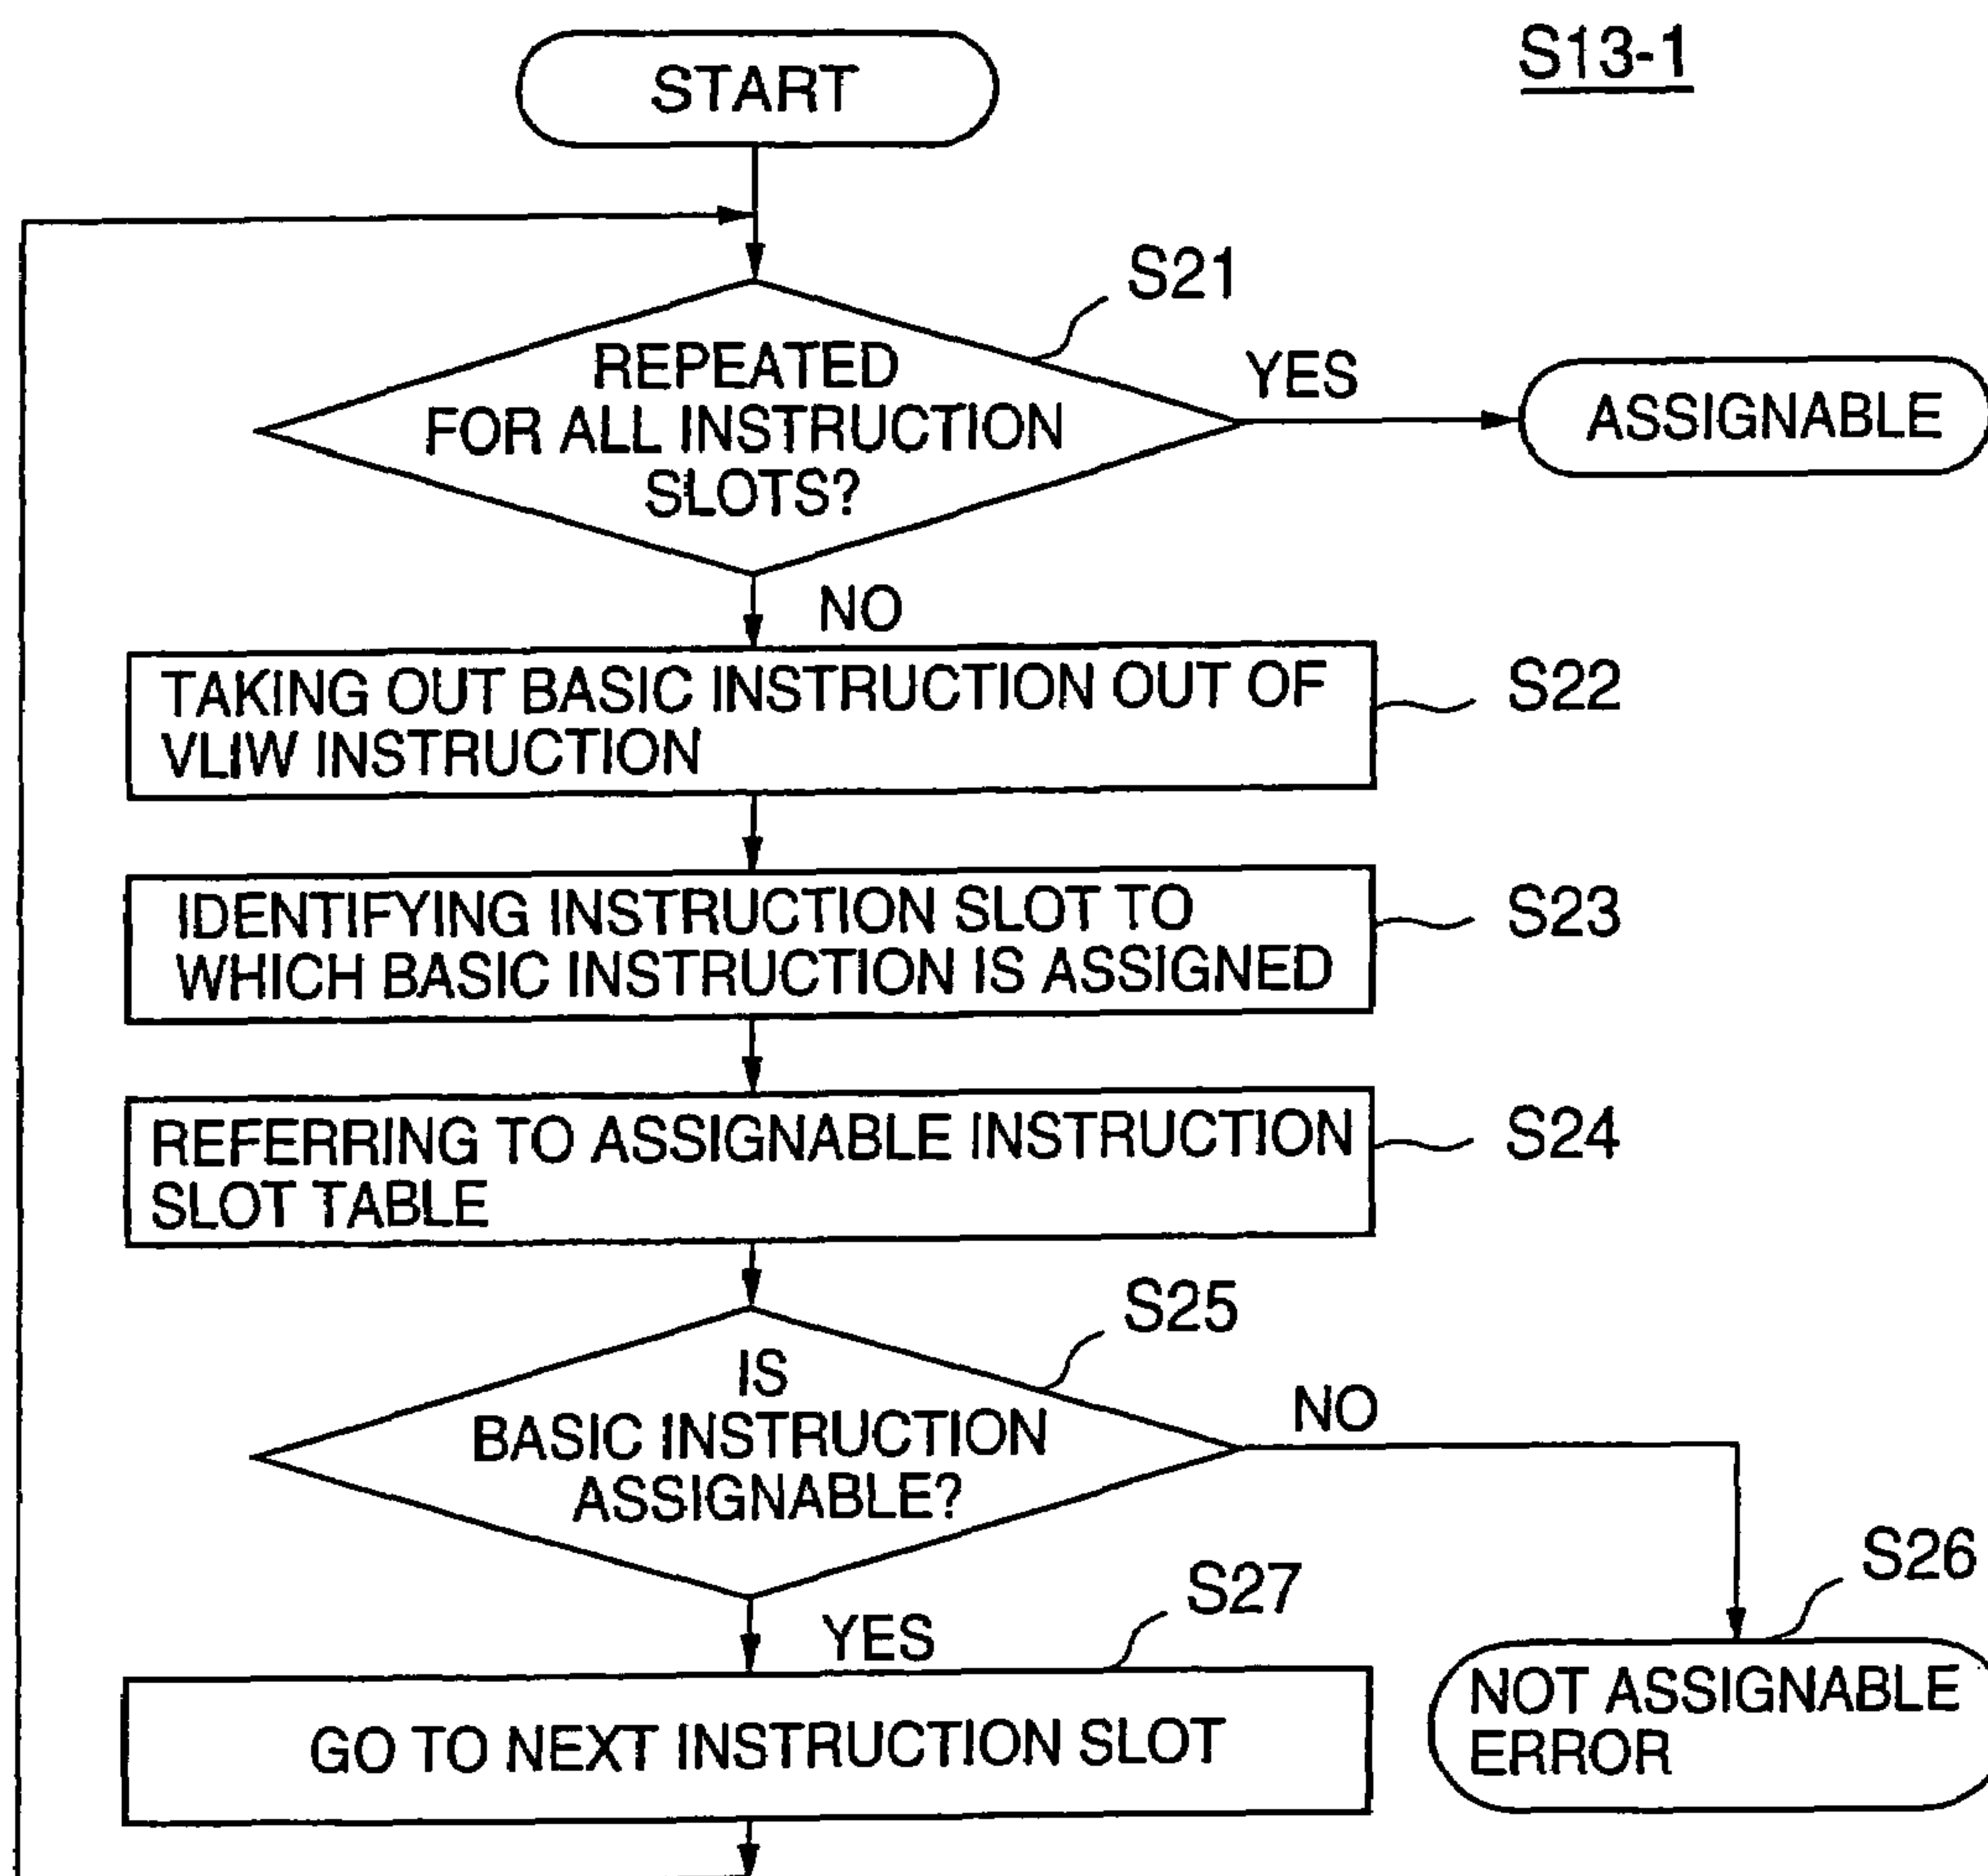 S13-1
START
S21
REPEATED
FOR ALL INSTRUCTION
SLOTS?
YES
ASSIGNABLE
NO
TAKING OUT BASIC INSTRUCTION OUT OF
VLIW INSTRUCTION
S22
IDENTIFYING INSTRUCTION SLOT TO
WHICH BASIC INSTRUCTION IS ASSIGNED
S23
REFERRING TO ASSIGNABLE INSTRUCTION
SLOT TABLE
S24
S25
IS
BASIC INSTRUCTION
ASSIGNABLE?
NO
S26
S27
YES
NOT ASSIGNABLE
ERROR
GO TO NEXT INSTRUCTION SLOT